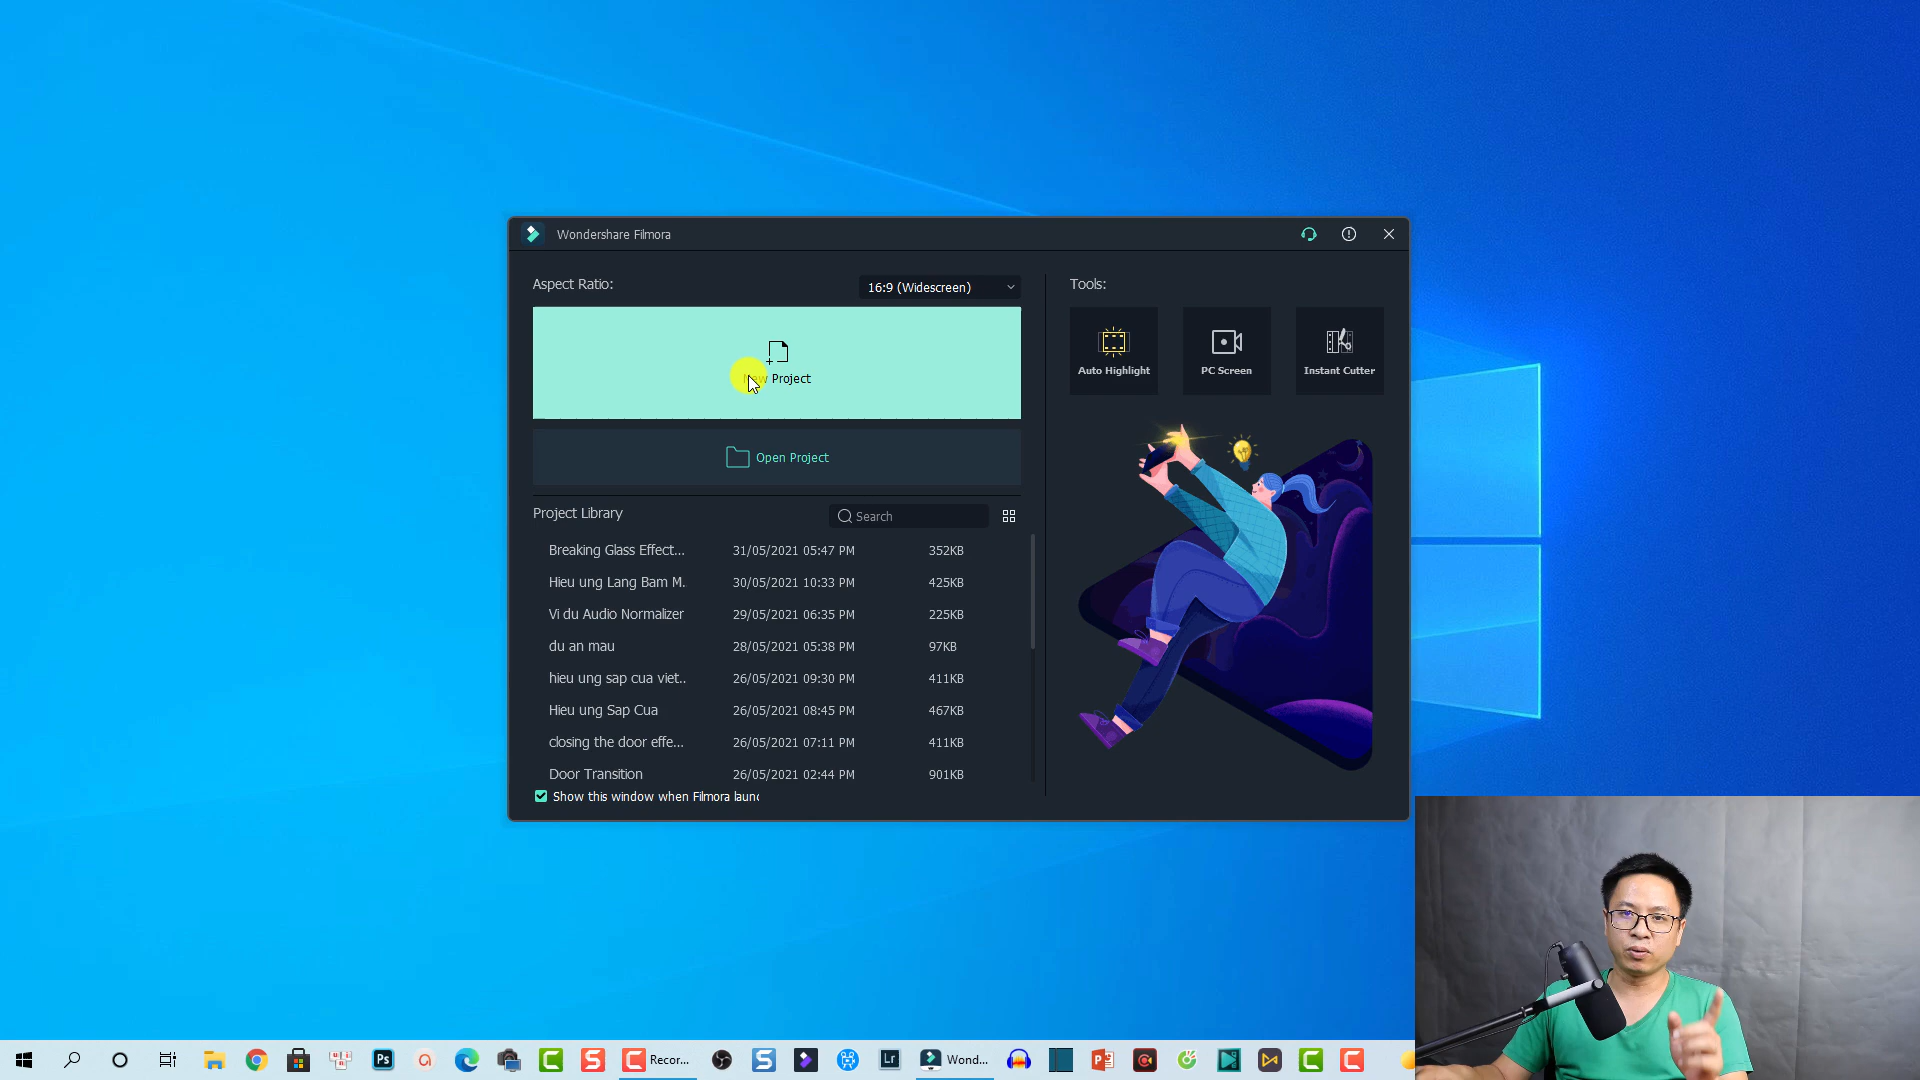 Wondershare Filmora
Aspect Ratio:
16:9 (Widescreen)
New Project
Open Project
Project Library
Search
Breaking Glass Effect... 31/05/2021 05:47 PM 352KB
Hieu ung Lang Bam M. 30/05/2021 10:33 PM 425KB
Vi du Audio Normalizer 29/05/2021 06:35 PM 225KB
du an mau 28/05/2021 05:38 PM 97KB
hieu ung sap cua viet.. 26/05/2021 09:30 PM 411KB
Hieu ung Sap Cua 26/05/2021 08:45 PM 467KB
closing the door effe... 26/05/2021 07:11 PM 411KB
Door Transition 26/05/2021 02:44 PM 901KB
Show this window when Filmora launc
Tools:
Auto Highlight
PC Screen
Instant Cutter
Ps
Recor...
Lr
Wond...